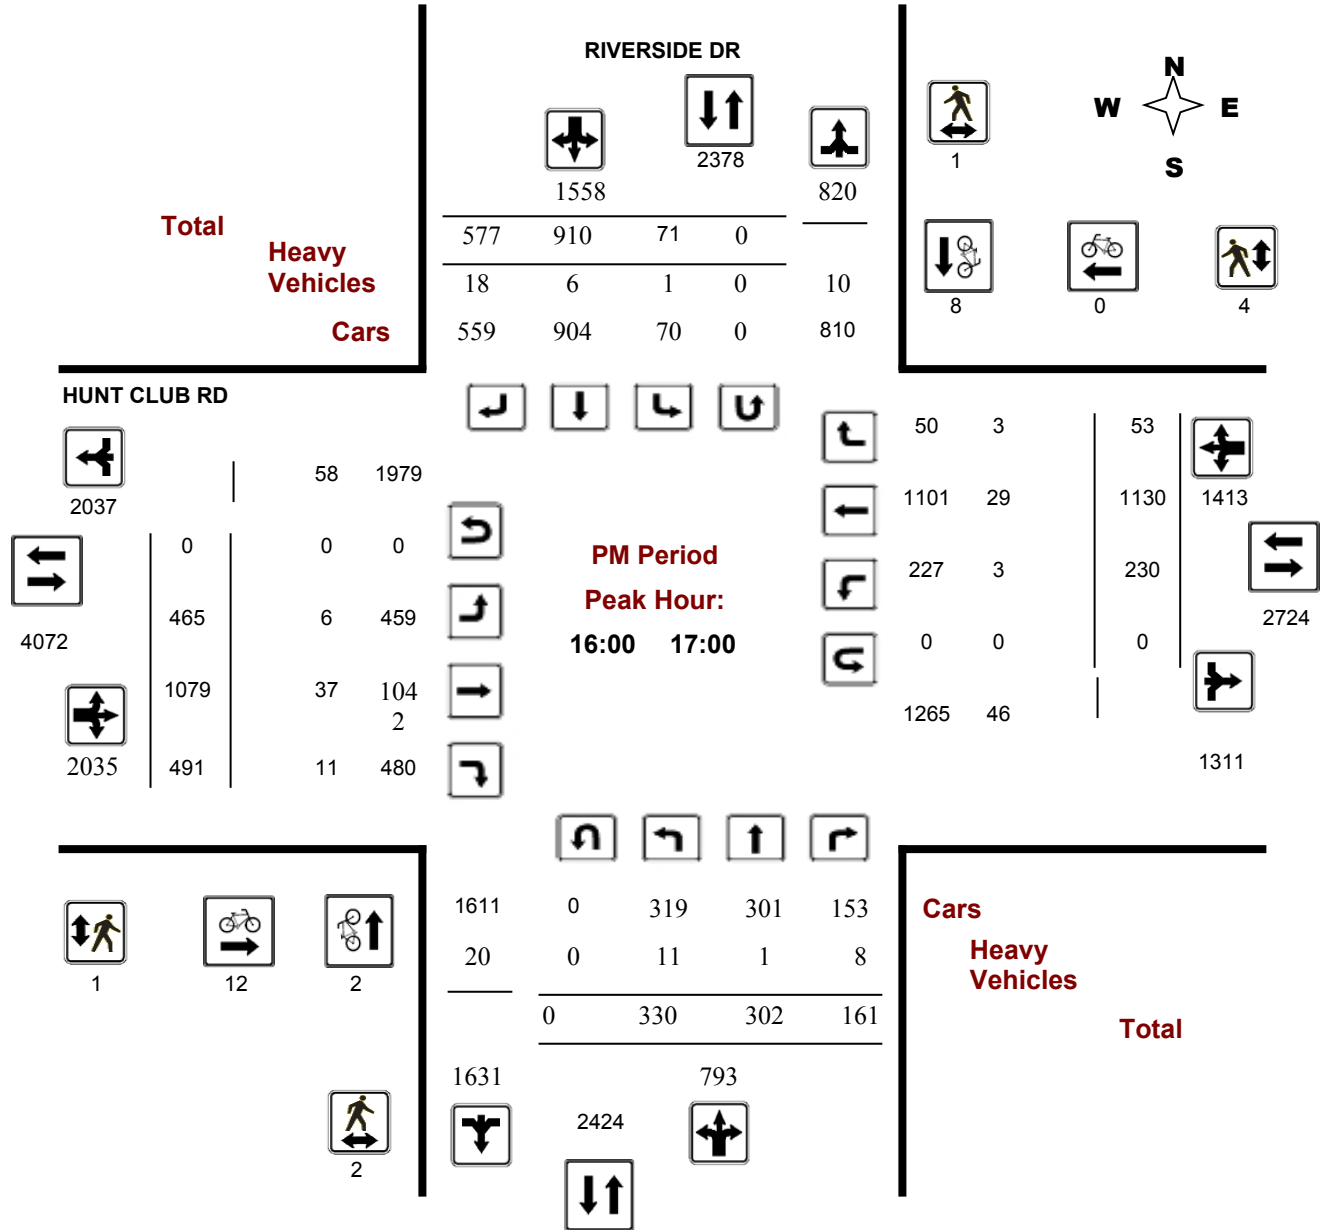 RIVERSIDE DR
N
W E
S
2378
1
1558
820
Total
577 910 71 0
Heavy
Vehicles
18 6 1 0 10
8 0 4
Cars
559 904 70 0 810
HUNT CLUB RD
50 3 53
58 1979
2037
1101 29 1130 1413
0 0 0
PM Period
227 3 230
Peak Hour:
465 6 459
4072
2724
16:00 17:00
0 0 0
1079 37 104
2
1265 46
2035 491 11 480
1311
1611 0 319 301 153
Cars
20 0 11 1 8
Heavy
Vehicles
1 12 2
0 330 302 161
Total
1631 793
2424
2